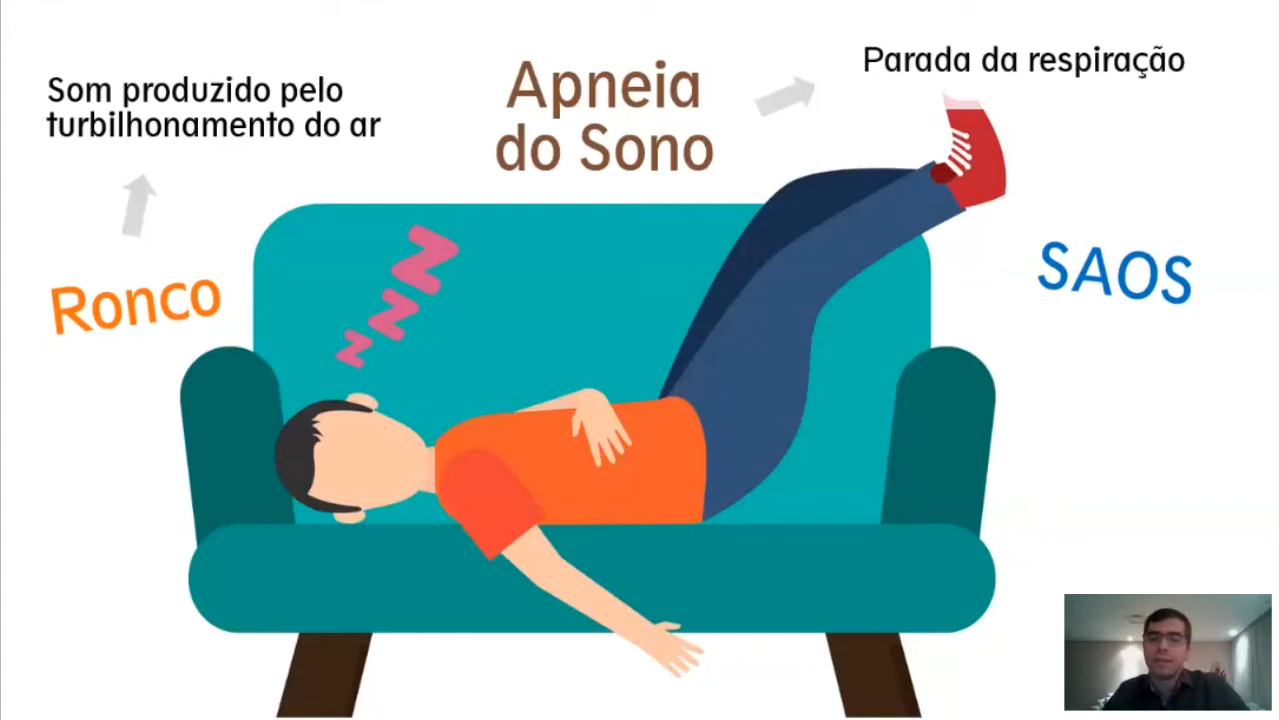 Som produzido pelo
turbilhonamento do ar
Apneia
do Sono
Parada da respiração
Ronco
SAOS
z
z
z